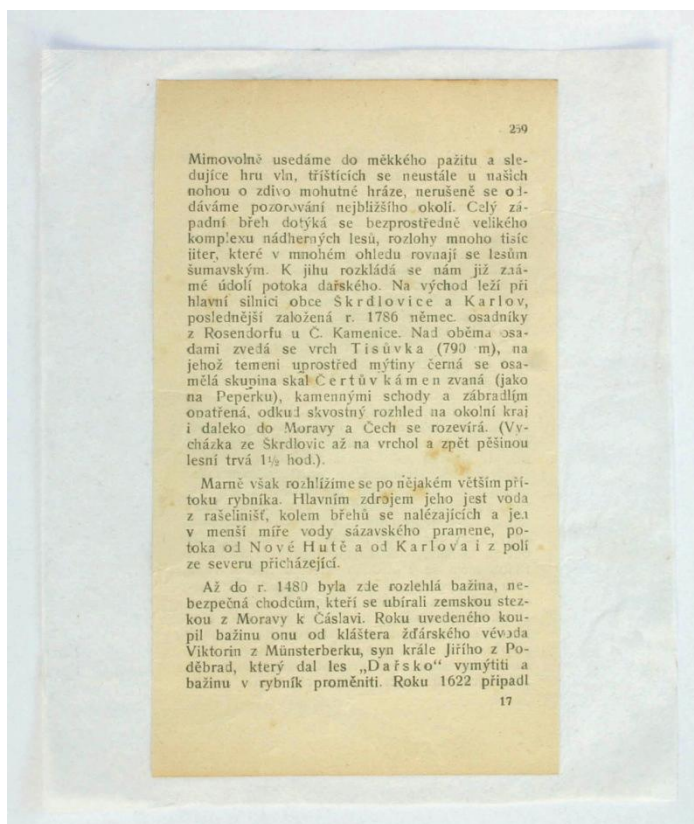 259
Mimovolně usedáme do měkkého pažitu a sle-
dujíce hru vln, tříštících se neustále u našich
nohou o zdivo mohutné hráze, nerušeně se od-
dáváme pozorování nejbližšího okolí. Celý zá-
padní břeh dotýká se bezprostředně velikého
komplexu nádherných lesů, rozlohy mnoho tisíc
jiter, které v mnohém ohledu rovnají se lesům
šumavským. K jihu rozkládá se nám již zná-
mé údolí potoka dařského. Na východ leží při
hlavní silnici obce Škrdlovice a Karlov,
poslednější založená r. 1786 němec. osadníky
z Rosendorfu u Č. Kamenice. Nad oběma osa-
dami zvedá se vrch Tisůvka (790 m), na
jehož temeni uprostřed mýtiny černá se osa-
mělá skupina skal Čertův kámen zvaná (jako
na Peperku), kamennými schody a zábradlím
opatřená, odkud skvostný rozhled na okolní kraj
i daleko do Moravy a Čech se rozevírá. (Vy-
cházka ze Škrdlovic až na vrchol a zpět pěšinou
lesní trvá 1½ hod.).
Marně však rozhlížíme se po nějakém větším pří-
toku rybníka. Hlavním zdrojem jeho jest voda
z rašelinišť, kolem břehů se nalézajících a jen
v menší míře vody sázavského pramene, po-
toka od Nové Hutě a od Karlova i z polí
ze severu přicházející.
Až do r. 1480 byla zde rozlehlá bažina, ne-
bezpečná chodcům, kteří se ubírali zemskou stez-
kou z Moravy k Čáslavi. Roku uvedeného kou-
pil bažinu onu od kláštera žďárského vévoda
Viktorin z Münsterberku, syn krále Jiřího z Po-
děbrad, který dal les „Dařsko“ vymýtiti a
bažinu v rybník proměniti. Roku 1622 připadl
17